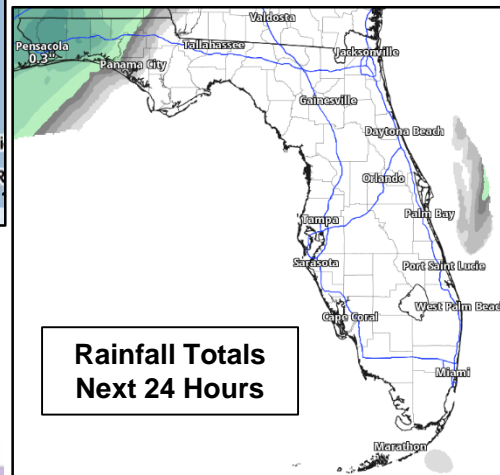 Valdosta
Pensacola
0.3"
Tallahassee
Jacksonville
Panama City
Gainesville
Daytona Beach
Orlando
Tampa
Palm Bay
Sarasota
Port Saint Lucie
Cape Coral
West Palm Beac
Rainfall Totals
Next 24 Hours
Miami
Marathon